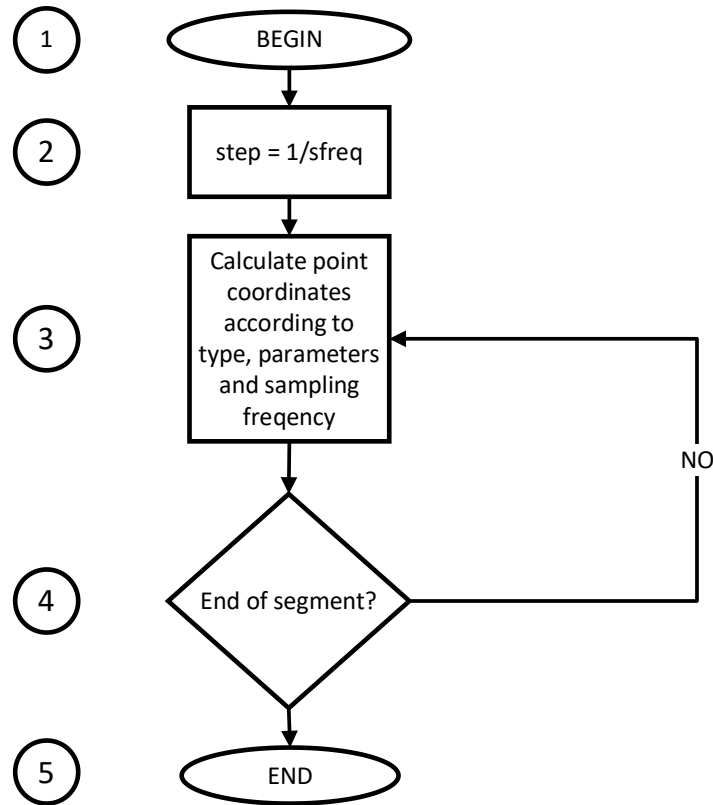 1
BEGIN
2
step = 1/sfreq
3
Calculate point
coordinates
according to
type, parameters
and sampling
freqency
NO
4
End of segment?
5
END